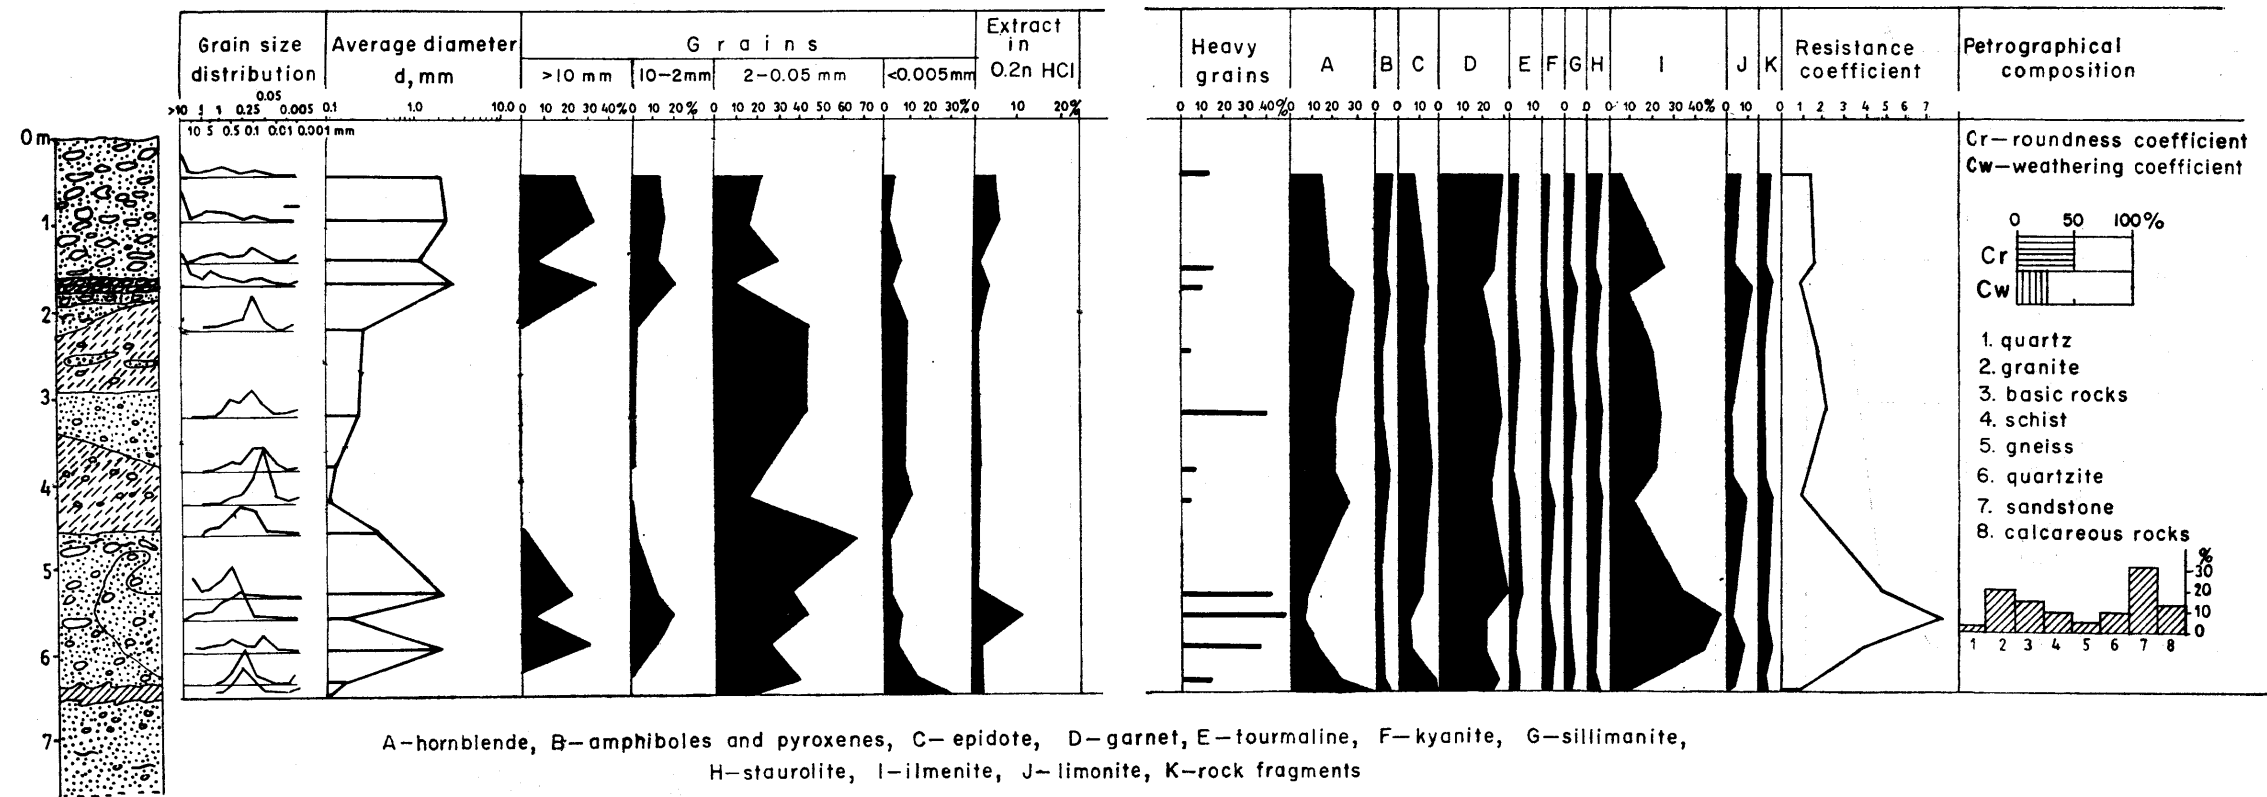 Grain size distribution
Average diameter d, mm
G r a i n s
>10 mm
10-2mm
2-0.05 mm
<0.005mm
Extract in 0.2n HCl
Heavy grains
A B C D E F G H I J K
Resistance coefficient
Petrographical composition
0.05
>10 5 1 0.25 0.005
10 5 0.5 0.1 0.01 0.001 mm
0.1 1.0 10.0
0 10 20 30 40%
0 10 20%
0 10 20 30 40 50 60 70
0 10 20 30%
0 10 20%
0 10 20 30 40%
0 10 20 30
0
0 10
0 10 20
0 10
0
0
0
0 10 20 30 40%
0 10
0
0 1 2 3 4 5 6 7
0 m
1
2
3
4
5
6
7
Cr—roundness coefficient
Cw—weathering coefficient
0 50 100%
Cr
Cw
1. quartz
2. granite
3. basic rocks
4. schist
5. gneiss
6. quartzite
7. sandstone
8. calcareous rocks
%
30
20
10
0
1 2 3 4 5 6 7 8
A—hornblende, B—amphiboles and pyroxenes, C—epidote, D—garnet, E—tourmaline, F—kyanite, G—sillimanite,
H—staurolite, I—ilmenite, J—limonite, K—rock fragments